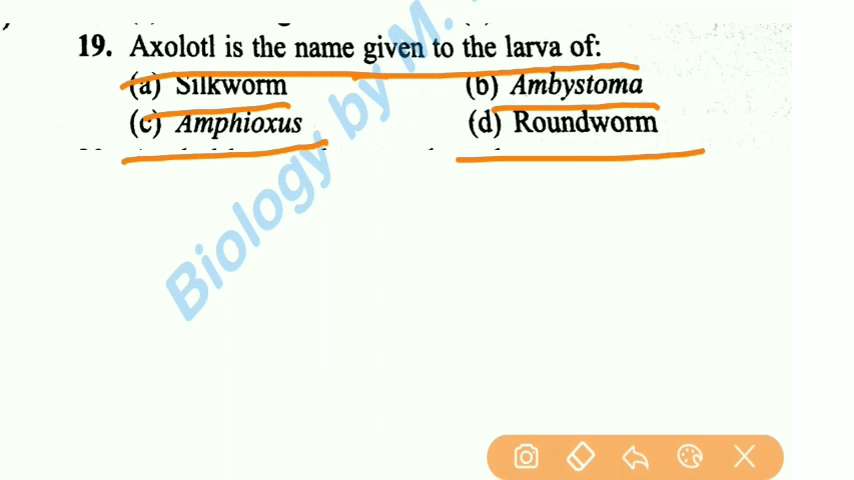 19. Axolotl is the name given to the larva of:
(a) Silkworm (b) Ambystoma
(c) Amphioxus (d) Roundworm
Biology by M.